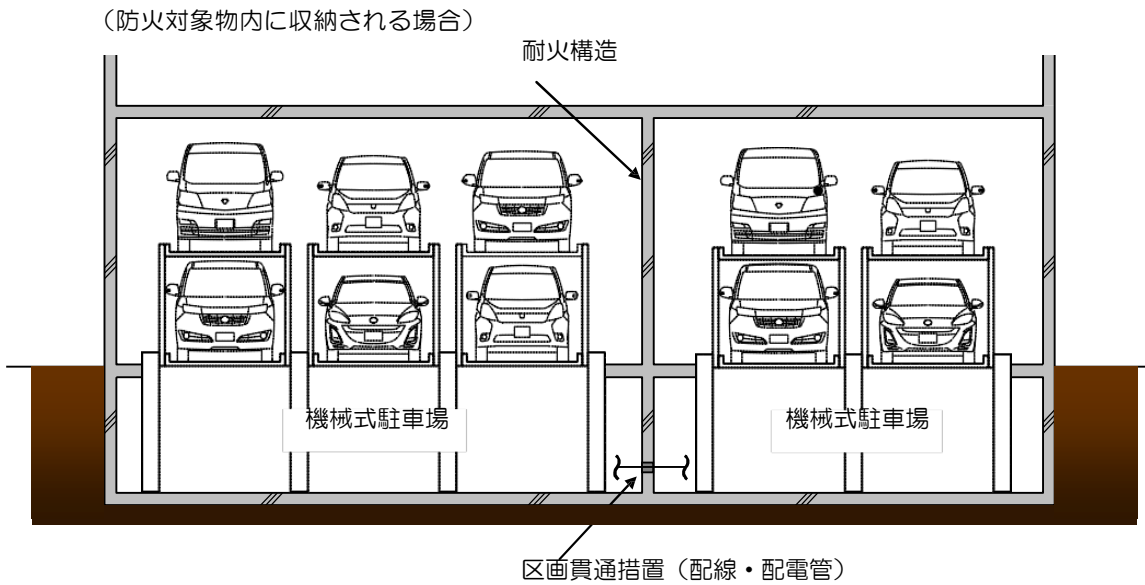 （防火対象物内に収納される場合）
耐火構造
機械式駐車場
機械式駐車場
区画貫通措置（配線・配電管）